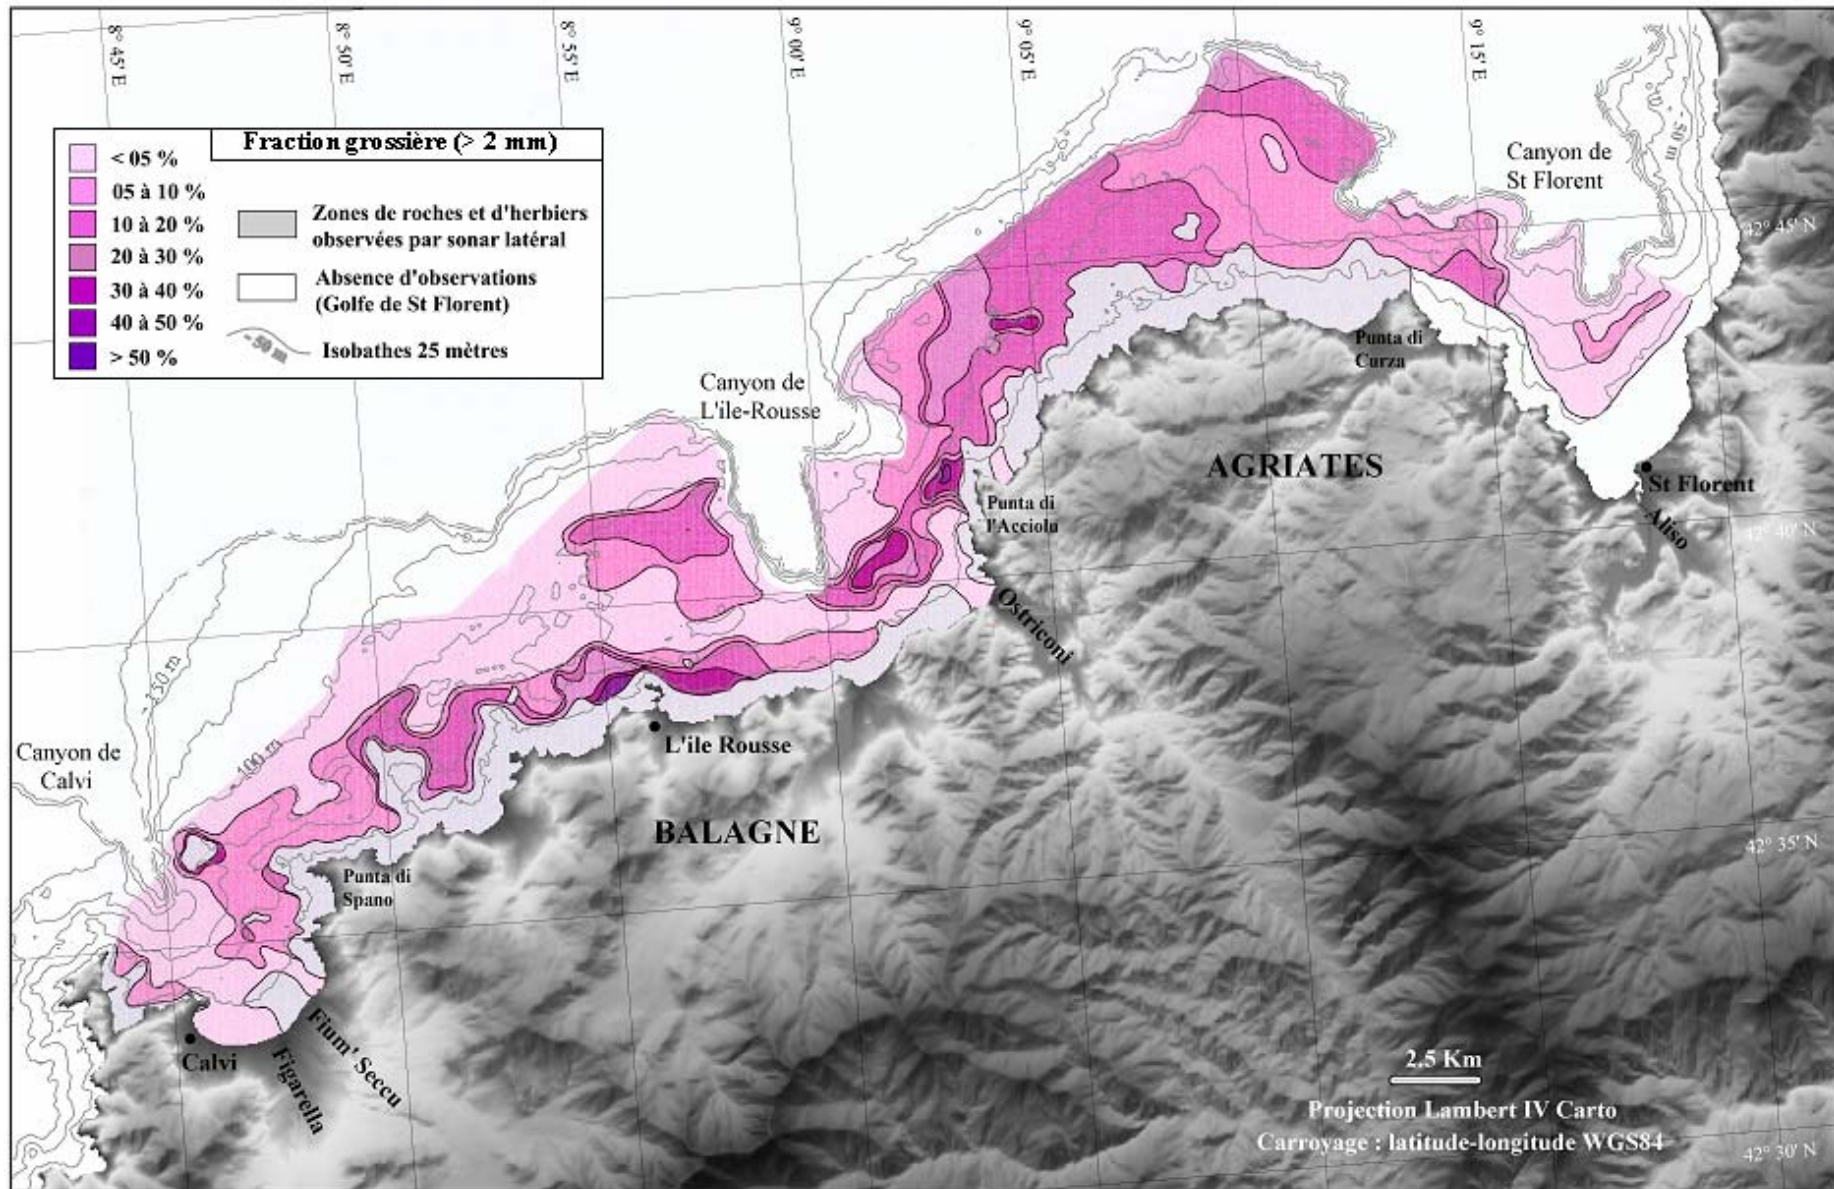 8° 45' E
8° 50' E
8° 55' E
9° 00' E
9° 05' E
9° 15' E
Fraction grossière (> 2 mm)
< 05 %
05 à 10 %
10 à 20 %
20 à 30 %
30 à 40 %
40 à 50 %
> 50 %
Zones de roches et d'herbiers
observées par sonar latéral
Absence d'observations
(Golfe de St Florent)
- 50 m
Isobathes 25 mètres
- 50 m
Canyon de
St Florent
42° 45' N
Punta di
Curza
Canyon de
L'ile-Rousse
AGRIATES
St Florent
Aliso
Punta di
l'Acciolu
42° 40' N
Ostriconi
- 150 m
- 100 m
L'ile Rousse
Canyon de
Calvi
BALAGNE
42° 35' N
Punta di
Spano
Calvi
Figarella
Fium' Seccu
2.5 Km
Projection Lambert IV Carto
Carroyage : latitude-longitude WGS84
42° 30' N